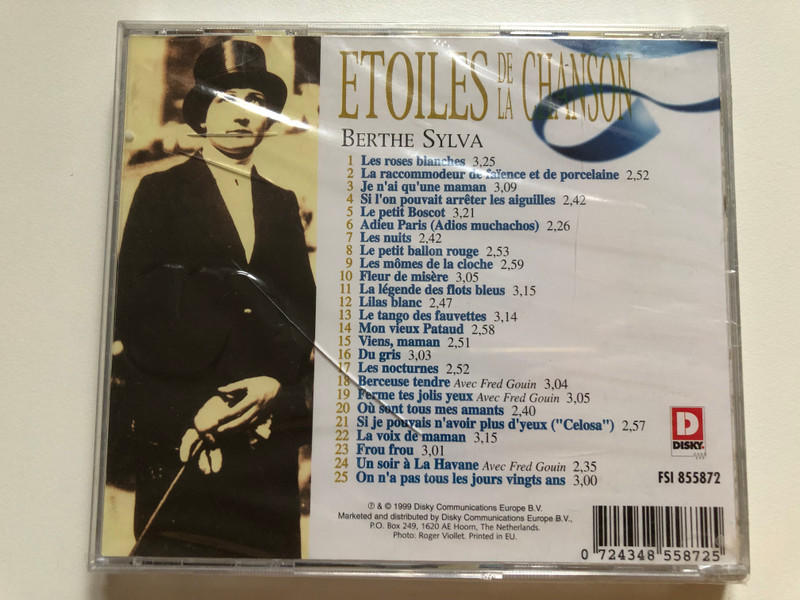 ETOILES DE LA CHANSON
BERTHE SYLVA
1 Les roses blanches 3,25
2 La raccommodeur de faïence et de porcelaine 2,52
3 Je n'ai qu'une maman 3,09
4 Si l'on pouvait arrêter les aiguilles 2,42
5 Le petit Boscot 3,21
6 Adieu Paris (Adios muchachos) 2,26
7 Les nuits 2,42
8 Le petit ballon rouge 2,53
9 Les mômes de la cloche 2,59
10 Fleur de misère 3,05
11 La légende des flots bleus 3,15
12 Lilas blanc 2,47
13 Le tango des fauvettes 3,14
14 Mon vieux Pataud 2,58
15 Viens, maman 2,51
16 Du gris 3,03
17 Les nocturnes 2,52
18 Berceuse tendre Avec Fred Gouin 3,04
19 Ferme tes jolis yeux Avec Fred Gouin 3,05
20 Où sont tous mes amants 2,40
21 Si je pouvais n'avoir plus d'yeux ("Celosa") 2,57
22 La voix de maman 3,15
23 Frou frou 3,01
24 Un soir à La Havane Avec Fred Gouin 2,35
25 On n'a pas tous les jours vingts ans 3,00
D
DISKY
FSI 855872
℗ & © 1999 Disky Communications Europe B.V.
Marketed and distributed by Disky Communications Europe B.V.,
P.O. Box 249, 1620 AE Hoorn, The Netherlands.
Photo: Roger Viollet. Printed in EU.
0 724348 558725